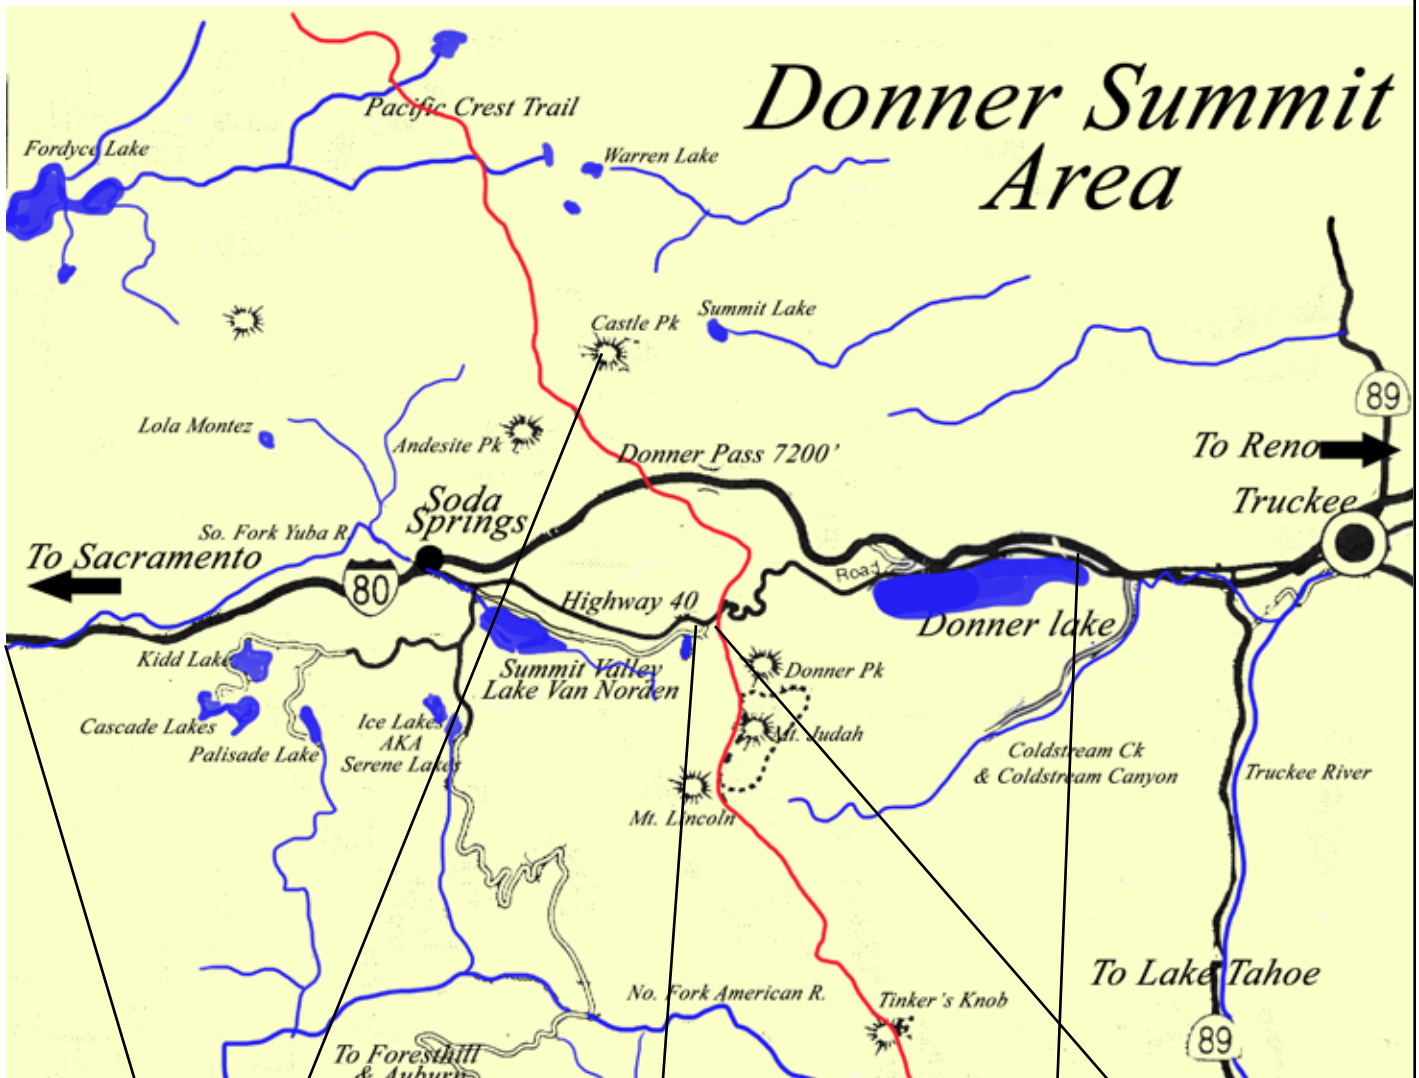 Donner Summit
Area
Pacific Crest Trail
Fordyce Lake
Warren Lake
Castle Pk
Summit Lake
89
Lola Montez
Andesite Pk
Donner Pass 7200'
To Reno
Truckee
Soda
Springs
So. Fork Yuba R.
To Sacramento
80
Highway 40
Road
Donner lake
Kidd Lake
Summit Valley
Lake Van Norden
Donner Pk
Cascade Lakes
Palisade Lake
Ice Lakes
AKA
Serene Lakes
Mt. Judah
Coldstream Ck
& Coldstream Canyon
Truckee River
Mt. Lincoln
To Lake Tahoe
No. Fork American R.
Tinker's Knob
89
To Foresthill
& Auburn